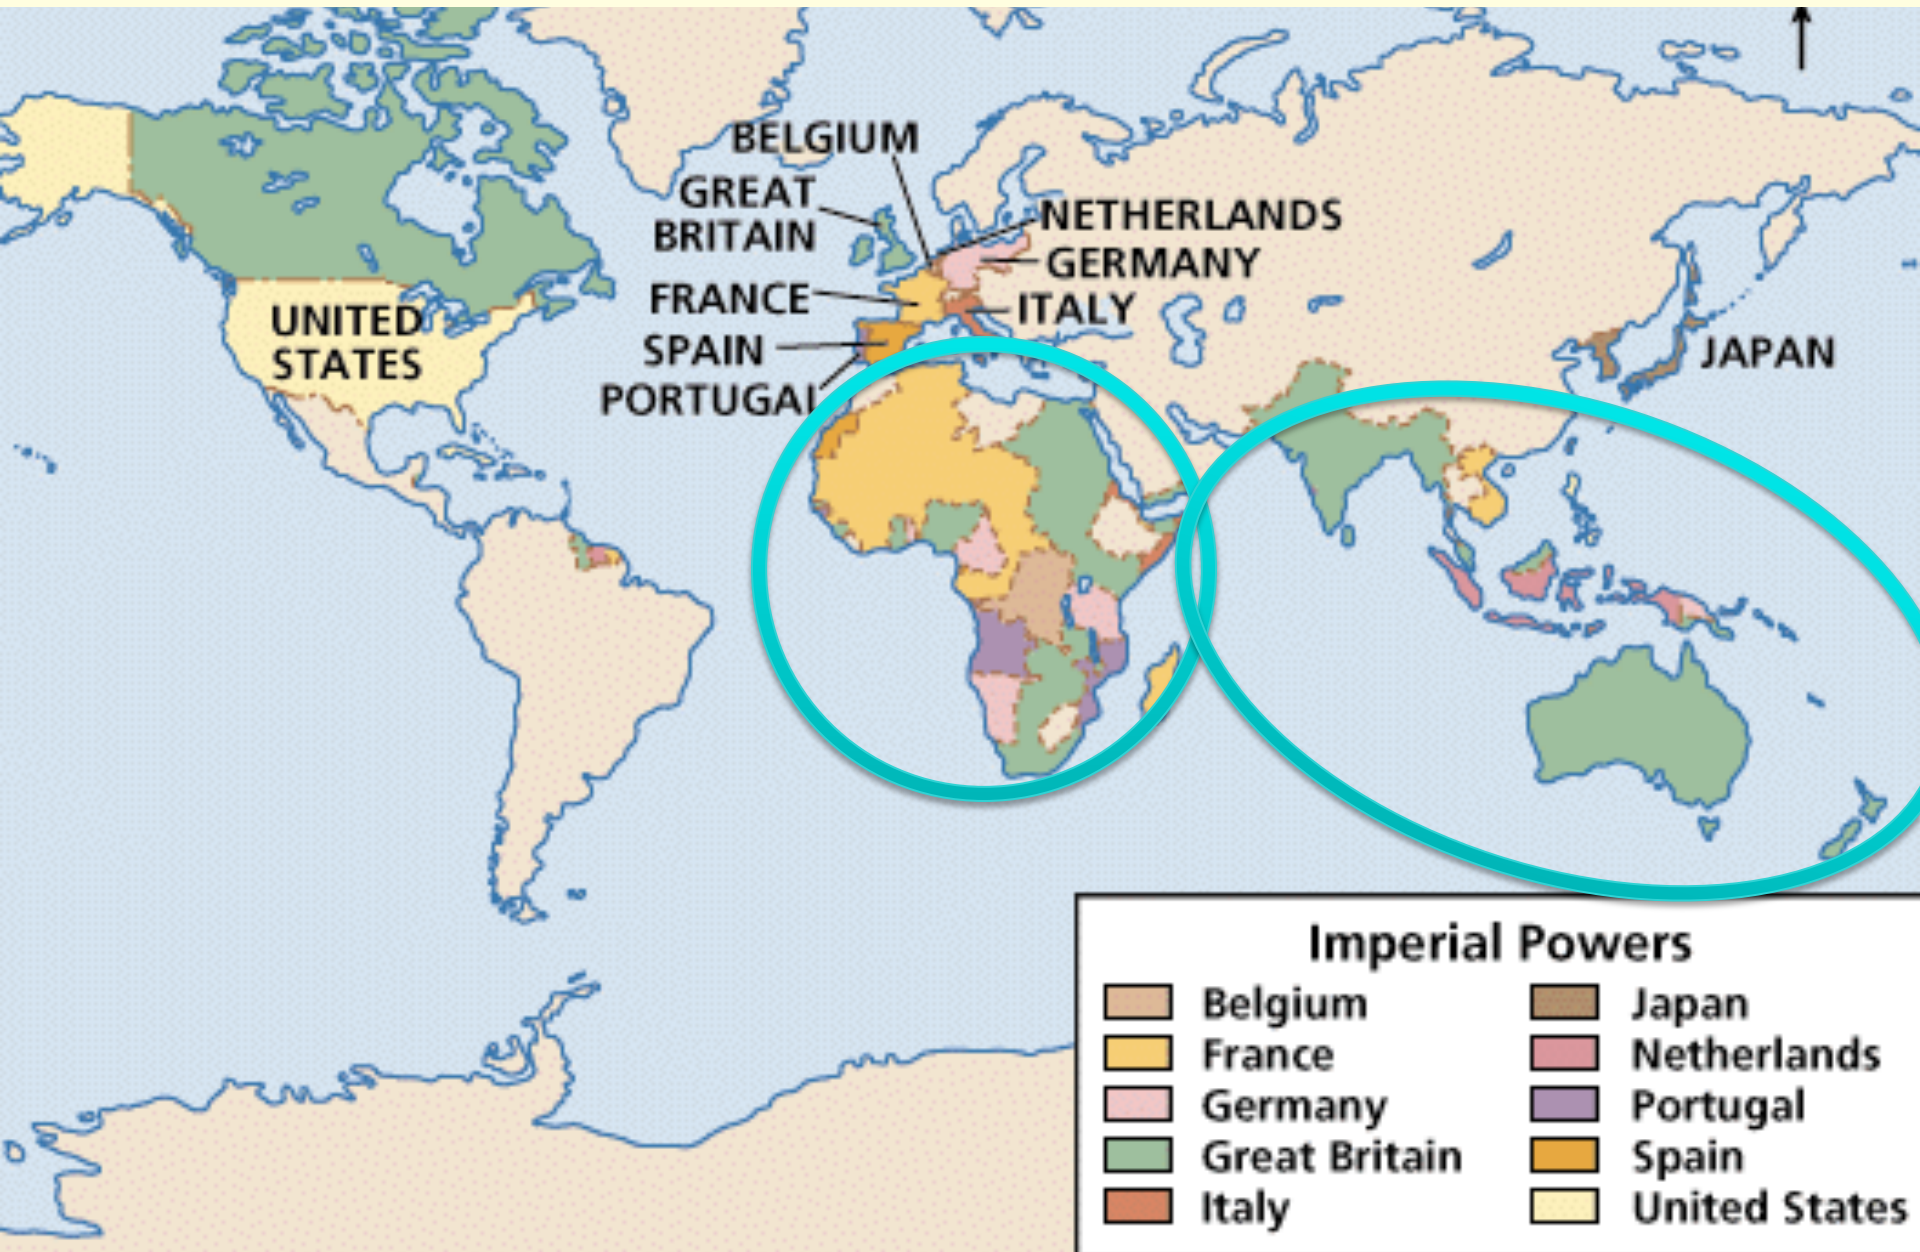 BELGIUM
GREAT
BRITAIN
NETHERLANDS
GERMANY
FRANCE
ITALY
UNITED
STATES
SPAIN
JAPAN
PORTUGAL
Imperial Powers
Belgium
Japan
France
Netherlands
Germany
Portugal
Great Britain
Spain
Italy
United States